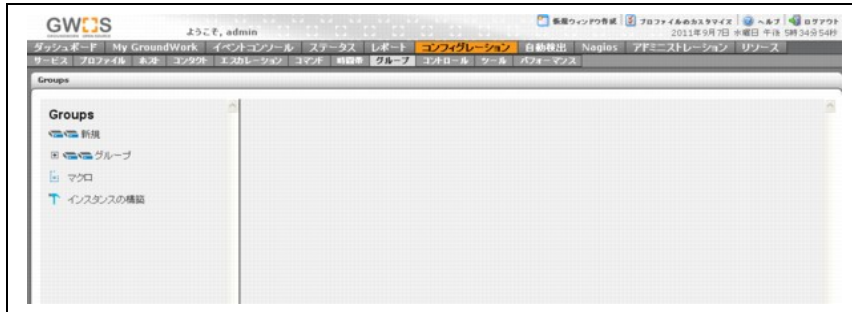 GWOS
ようこそ, admin
新規ウィンドウ作成 プロファイルのカスタマイズ ヘルプ ログアウト
2011年9月7日 水曜日 午後 5時34分54秒
ダッシュボード My GroundWork イベントコンソール ステータス レポート コンフィグレーション 自動検出 Nagios アドミニストレーション リソース
サービス プロファイル ホスト コンタクト エスカレーション コマンド 時間帯 グループ コントロール ツール パフォーマンス
Groups
Groups
新規
グループ
マクロ
インスタンスの構築